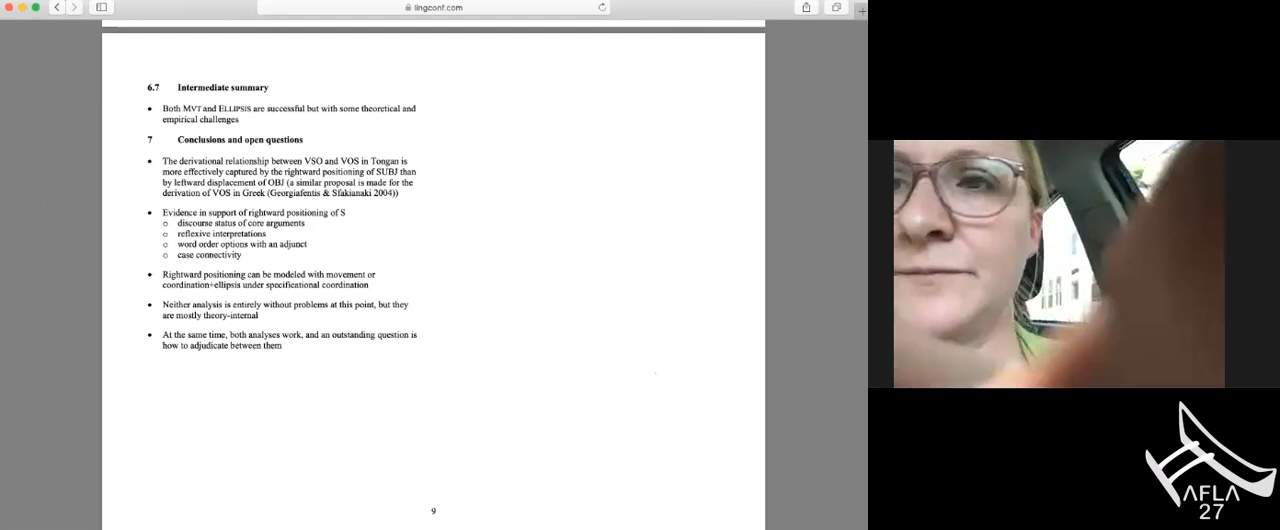 lingconf.com
6.7 Intermediate summary
• Both MVT and ELLIPSIS are successful but with some theoretical and
empirical challenges
7 Conclusions and open questions
• The derivational relationship between VSO and VOS in Tongan is
more effectively captured by the rightward positioning of SUBJ than
by leftward displacement of OBJ (a similar proposal is made for the
derivation of VOS in Greek (Georgiafentis & Sfakianaki 2004))
• Evidence in support of rightward positioning of S
o discourse status of core arguments
o reflexive interpretations
o word order options with an adjunct
o case connectivity
• Rightward positioning can be modeled with movement or
coordination+ellipsis under specificational coordination
• Neither analysis is entirely without problems at this point, but they
are mostly theory-internal
• At the same time, both analyses work, and an outstanding question is
how to adjudicate between them
9
AFLA
27